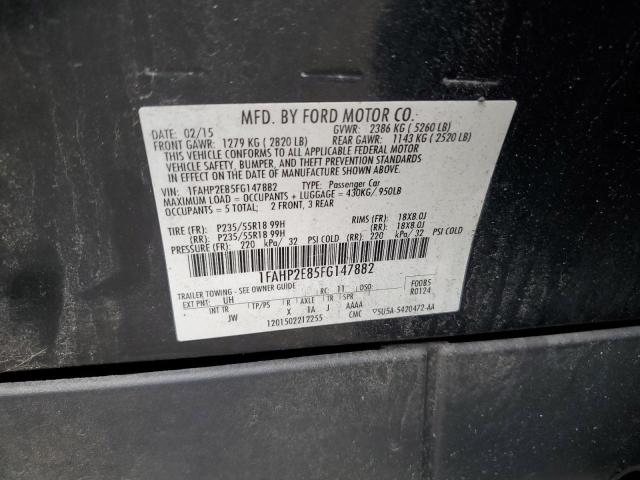 MFD. BY FORD MOTOR CO.
DATE: 02/15 GVWR: 2386 KG ( 5260 LB)
FRONT GAWR: 1279 KG ( 2820 LB) REAR GAWR: 1143 KG ( 2520 LB)
THIS VEHICLE CONFORMS TO ALL APPLICABLE FEDERAL MOTOR
VEHICLE SAFETY, BUMPER, AND THEFT PREVENTION STANDARDS
IN EFFECT ON THE DATE OF MANUFACTURE SHOWN ABOVE.
VIN: 1FAHP2E85FG147882 TYPE: Passenger Car
MAXIMUM LOAD = OCCUPANTS + LUGGAGE = 430KG/ 950LB
OCCUPANTS = 5 TOTAL; 2 FRONT, 3 REAR
TIRE (FR): P235/55R18 99H RIMS (FR): 18X8.0J
(RR): P235/55R18 99H (RR): 18X8.0J
PRESSURE (FR): 220 kPa/ 32 PSI COLD (RR) 220 kPa/ 32 PSI COLD
1FAHP2E85FG147882
TRAILER TOWING - SEE OWNER GUIDE RC: 11 DSO: F0085
EXT PNT: UH R0124
INT TR TP/PS R AXLE TR SPR
JW X A J AAAA
1201502212255 CMC 5U5A-5420472-AA